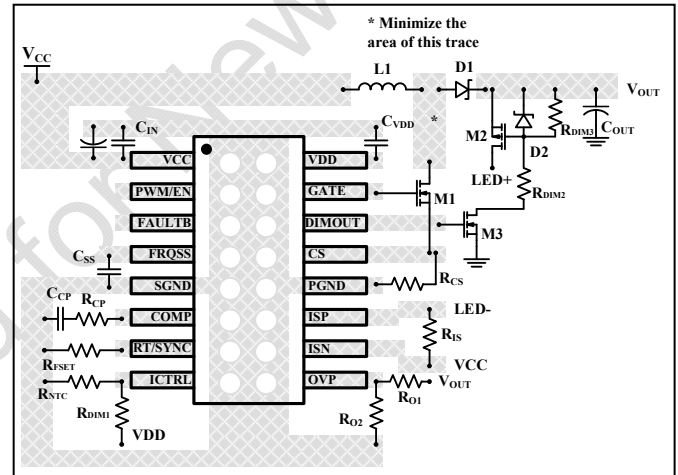 * Minimize the
area of this trace
VCC
L1
D1
VOUT
*
CIN
CVDD
M2
D2
RDIM3
COUT
LED+
RDIM2
VCC
VDD
PWM/EN
GATE
M1
FAULTB
DIMOUT
M3
FRQSS
CS
CSS
SGND
PGND
RCS
CCP
RCP
COMP
ISP
LED-
RIS
RT/SYNC
ISN
VCC
RFSET
ICTRL
OVP
VOUT
RNTC
RO1
RDIM1
RO2
VDD
for New